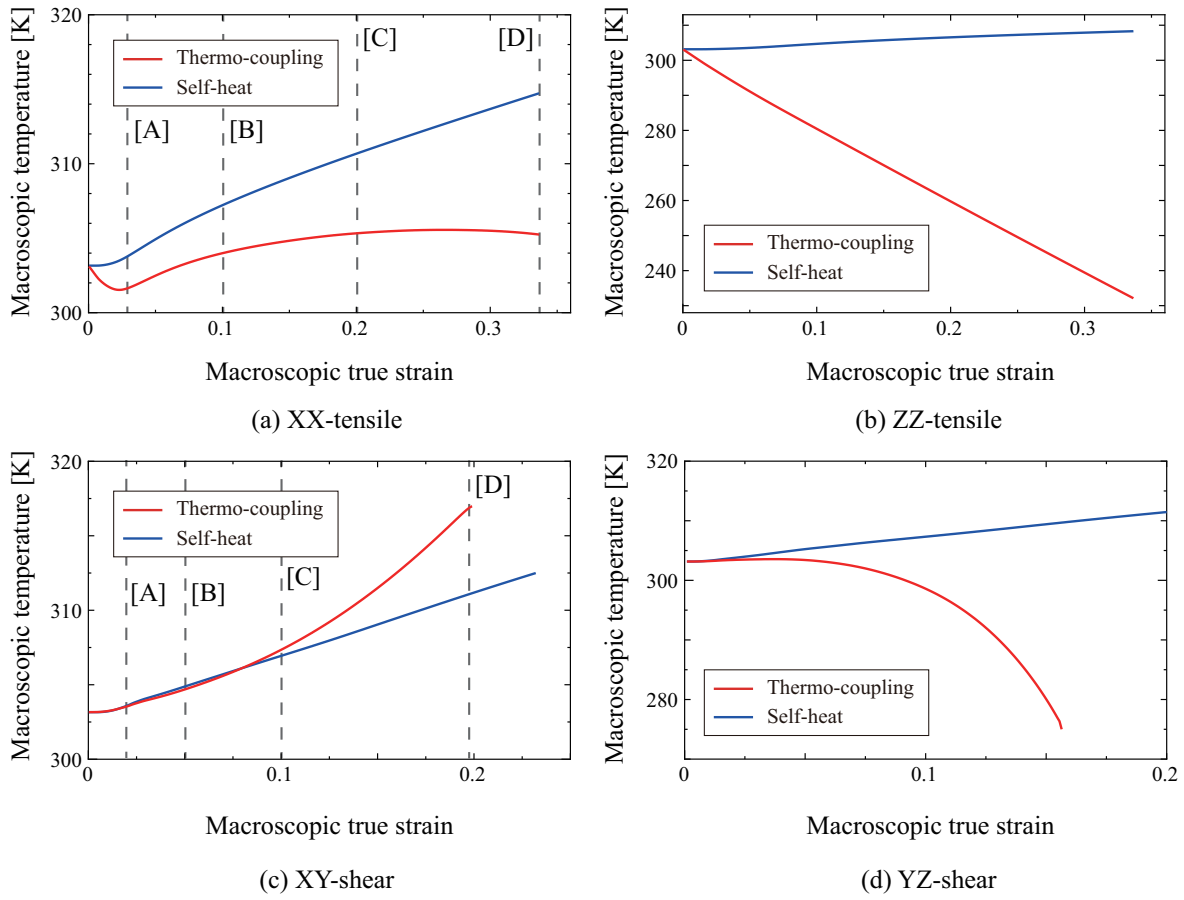 Macroscopic temperature [K]
320
310
300
Thermo-coupling
Self-heat
[A]
[B]
[C]
[D]
0
0.1
0.2
0.3
Macroscopic true strain
(a) XX-tensile
Macroscopic temperature [K]
300
280
260
240
Thermo-coupling
Self-heat
0
0.1
0.2
0.3
Macroscopic true strain
(b) ZZ-tensile
Macroscopic temperature [K]
320
310
300
Thermo-coupling
Self-heat
[A]
[B]
[C]
[D]
0
0.1
0.2
Macroscopic true strain
(c) XY-shear
Macroscopic temperature [K]
320
300
280
Thermo-coupling
Self-heat
0
0.1
0.2
Macroscopic true strain
(d) YZ-shear